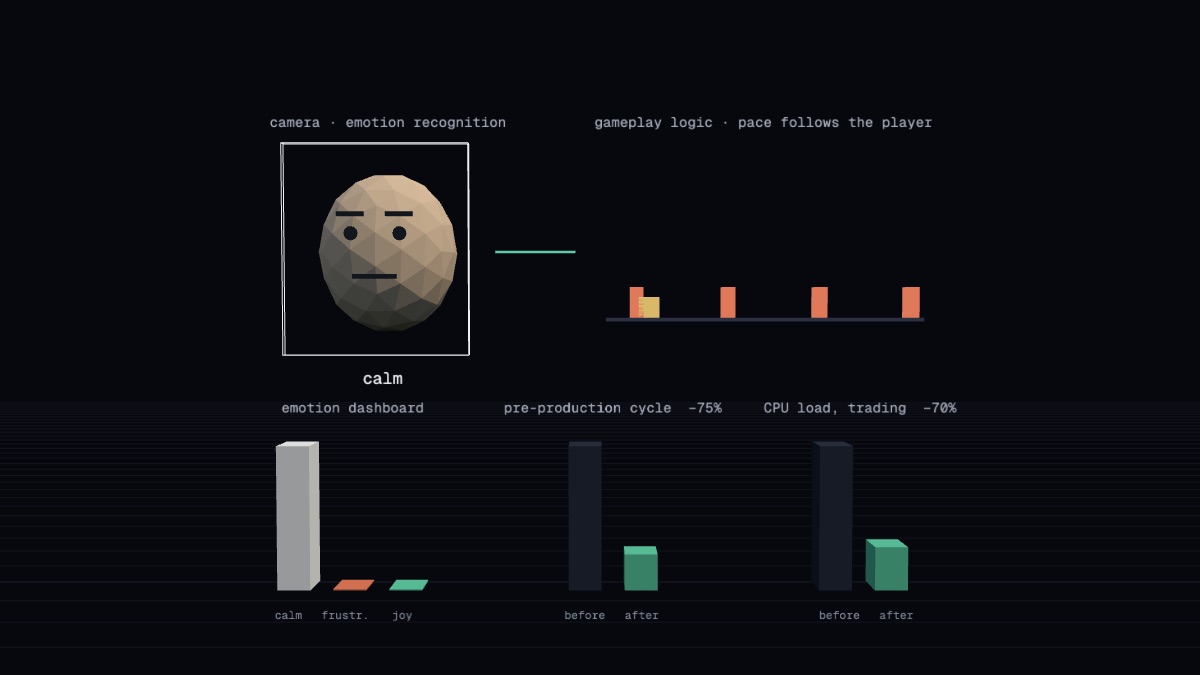 camera · emotion recognition
gameplay logic · pace follows the player
calm
emotion dashboard
pre-production cycle -75%
CPU load, trading -70%
calm frustr. joy
before after
before after